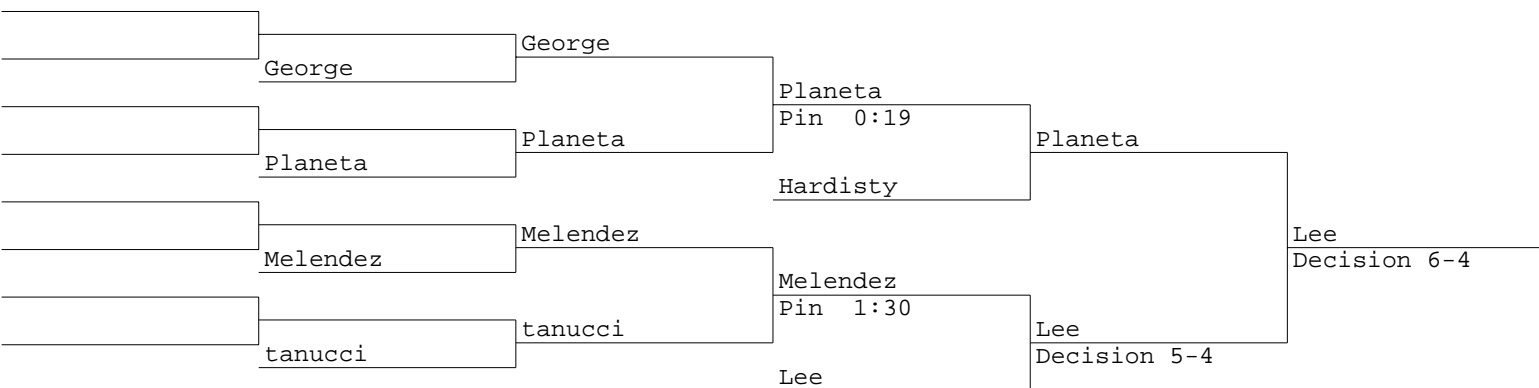 George
George
Planeta
Pin 0:19
Planeta
Planeta
Planeta
Hardisty
Melendez
Lee
Melendez
Decision 6-4
Melendez
Pin 1:30
tanucci
Lee
tanucci
Decision 5-4
Lee